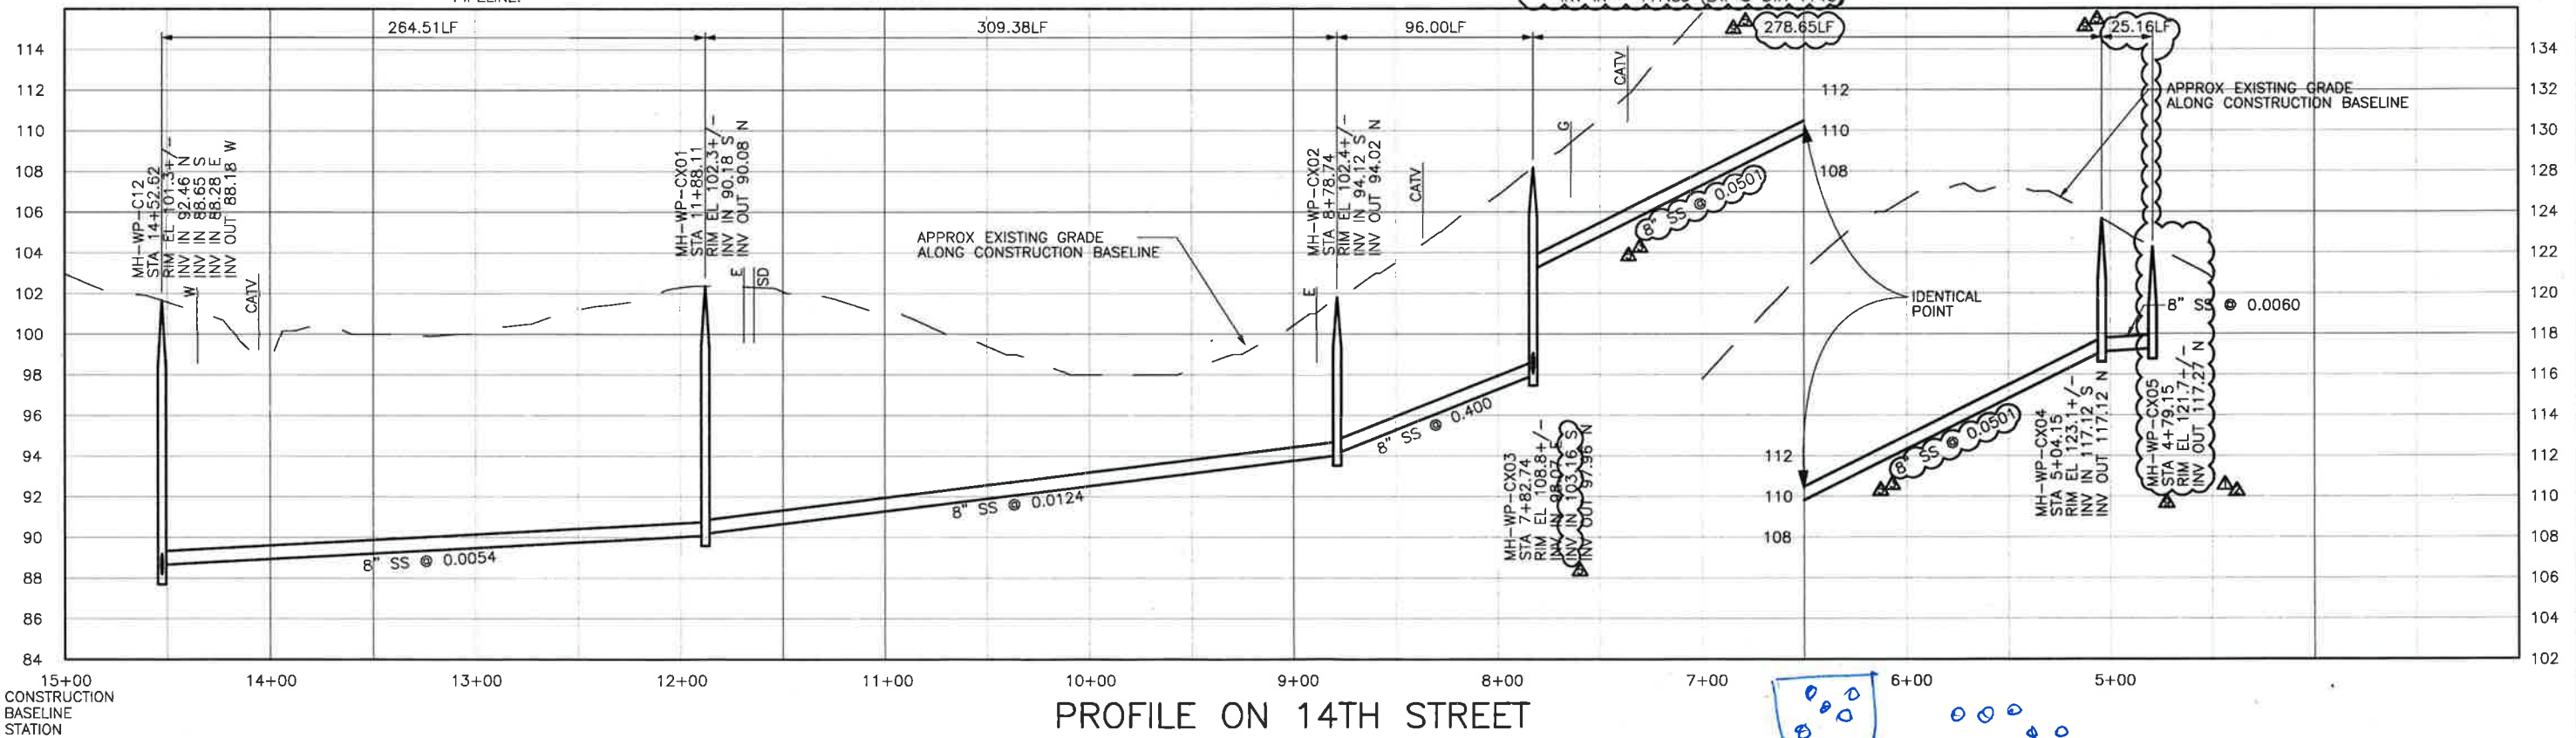 PIPELINE.
264.51LF
309.38LF
96.00LF
278.65LF
25.16LF
114
112
110
108
106
104
102
100
98
96
94
92
90
88
86
84
MH-WP-C12
STA 14+52.62
RIM EL 101.3+/-
INV IN 92.46 N
INV IN 88.65 S
INV IN 88.28 E
INV OUT 88.18 W
W
CATV
MH-WP-CX01
STA 11+88.11
RIM EL 102.3+/-
INV IN 90.18 S
INV OUT 90.08 N
E
SD
APPROX EXISTING GRADE
ALONG CONSTRUCTION BASELINE
MH-WP-CX02
STA 8+78.74
RIM EL 102.4+/-
INV IN 94.12 S
INV OUT 94.02 N
E
CATV
G
CATV
8" SS @ 0.0054
8" SS @ 0.0124
8" SS @ 0.400
MH-WP-CX03
STA 7+82.74
RIM EL 108.8+/-
INV IN 103.16 S
INV OUT 97.96 N
8" SS @ 0.0501
112
110
108
IDENTICAL
POINT
112
110
108
8" SS @ 0.0501
APPROX EXISTING GRADE
ALONG CONSTRUCTION BASELINE
8" SS @ 0.0060
MH-WP-CX04
STA 5+04.15
RIM EL 123.1+/-
INV IN 117.12 S
INV OUT 117.12 N
MH-WP-CX05
STA 4+79.15
RIM EL 121.7+/-
INV OUT 117.27 N
134
132
130
128
126
124
122
120
118
116
114
112
110
108
106
104
102
15+00
14+00
13+00
12+00
11+00
10+00
9+00
8+00
7+00
6+00
5+00
CONSTRUCTION
BASELINE
STATION
PROFILE ON 14TH STREET